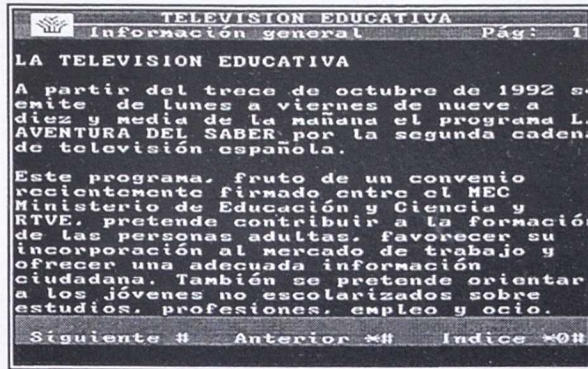 TELEVISION EDUCATIVA
Información general Pág: 1
LA TELEVISION EDUCATIVA
A partir del trece de octubre de 1992 s
emite de lunes a viernes de nueve a
diez y media de la mañana el programa L
AVENTURA DEL SABER por la segunda caden
de televisión española.
Este programa, fruto de un convenio
recientemente firmado entre el MEC
Ministerio de Educación y Ciencia y
RTVE, pretende contribuir a la formació
de las personas adultas, favorecer su
incorporación al mercado de trabajo y
ofrecer una adecuada información
ciudadana. También se pretende orientar
a los jóvenes no escolarizados sobre
estudios, profesiones, empleo y ocio.
Siguiente # Anterior *# Indice *0#